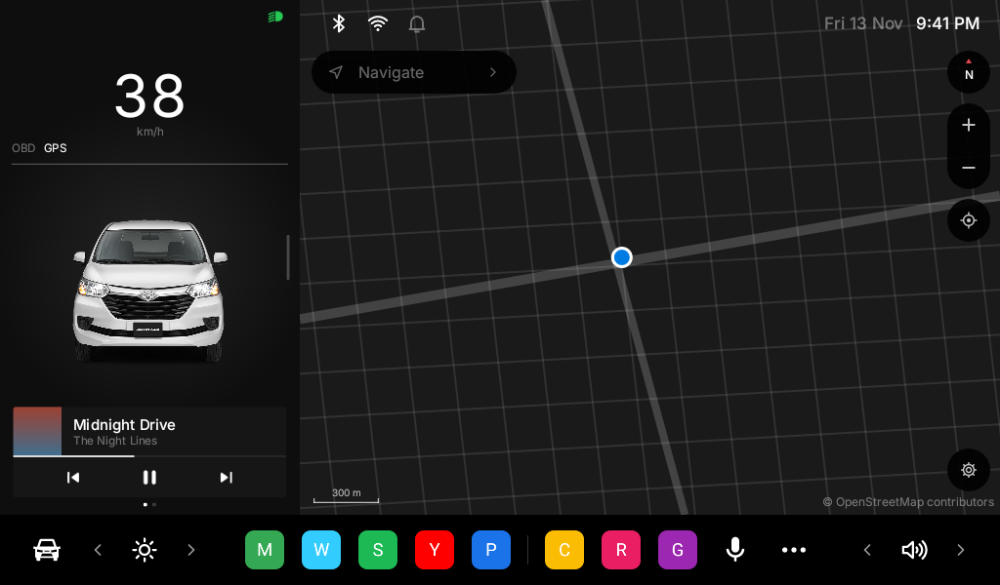 38
km/h
OBD GPS
Midnight Drive
The Night Lines
Fri 13 Nov 9:41 PM
Navigate
N
300 m
© OpenStreetMap contributors
M W S Y P C R G